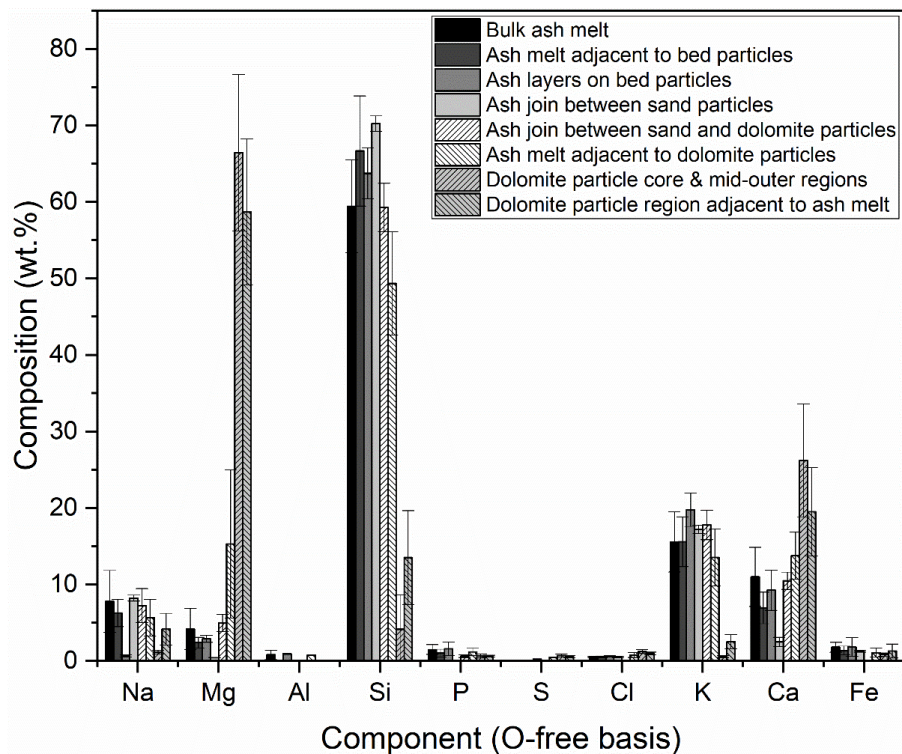 80
70
60
50
40
30
20
10
0
Composition (wt.%)
Bulk ash melt
Ash melt adjacent to bed particles
Ash layers on bed particles
Ash join between sand particles
Ash join between sand and dolomite particles
Ash melt adjacent to dolomite particles
Dolomite particle core & mid-outer regions
Dolomite particle region adjacent to ash melt
Na Mg Al Si P S Cl K Ca Fe
Component (O-free basis)